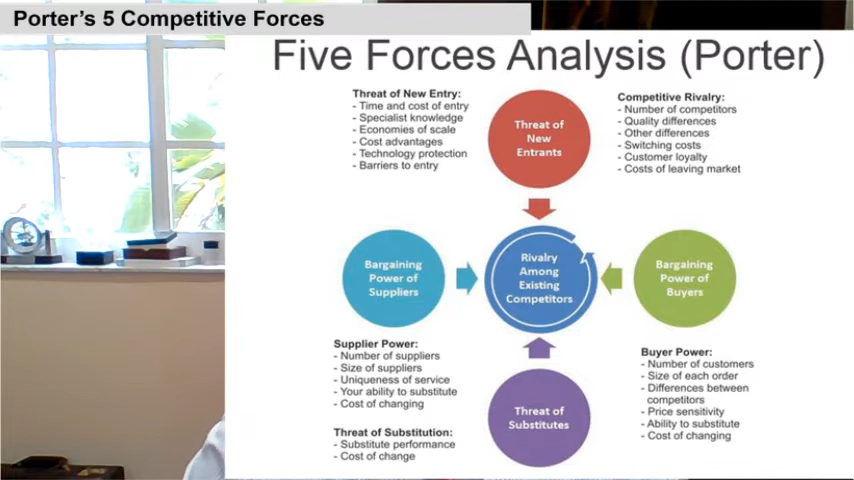 Porter's 5 Competitive Forces
Five Forces Analysis (Porter)
Threat of New Entry:
- Time and cost of entry
- Specialist knowledge
- Economies of scale
- Cost advantages
- Technology protection
- Barriers to entry
Threat of
New
Entrants
Competitive Rivalry:
- Number of competitors
- Quality differences
- Other differences
- Switching costs
- Customer loyalty
- Costs of leaving market
Bargaining
Power of
Suppliers
Rivalry
Among
Existing
Competitors
Bargaining
Power of
Buyers
Supplier Power:
- Number of suppliers
- Size of suppliers
- Uniqueness of service
- Your ability to substitute
- Cost of changing
Threat of Substitution:
- Substitute performance
- Cost of change
Threat of
Substitutes
Buyer Power:
- Number of customers
- Size of each order
- Differences between
competitors
- Price sensitivity
- Ability to substitute
- Cost of changing